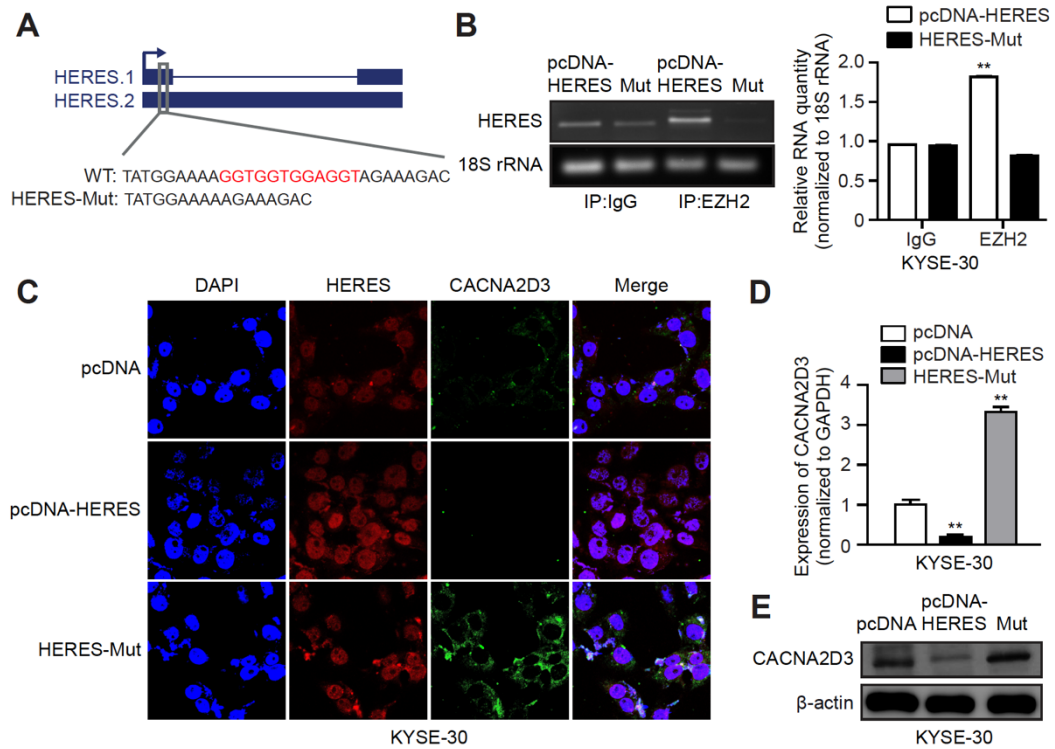 A
HERES.1
HERES.2
WT: TATGGAAAAGGTGGTGGAGGTAGAAAGAC
HERES-Mut: TATGGAAAAAGAAAGAC
B
pcDNA- pcDNA-
HERES Mut HERES Mut
HERES
18S rRNA
IP:IgG IP:EZH2
pcDNA-HERES
HERES-Mut
Relative RNA quantity
(normalized to 18S rRNA)
2.0
1.5
1.0
0.5
0
**
IgG EZH2
KYSE-30
C
DAPI HERES CACNA2D3 Merge
pcDNA
pcDNA-HERES
HERES-Mut
KYSE-30
D
pcDNA
pcDNA-HERES
HERES-Mut
Expression of CACNA2D3
(normalized to GAPDH)
4
3
2
1
0
**
**
KYSE-30
E
pcDNA-
pcDNA HERES Mut
CACNA2D3
β-actin
KYSE-30